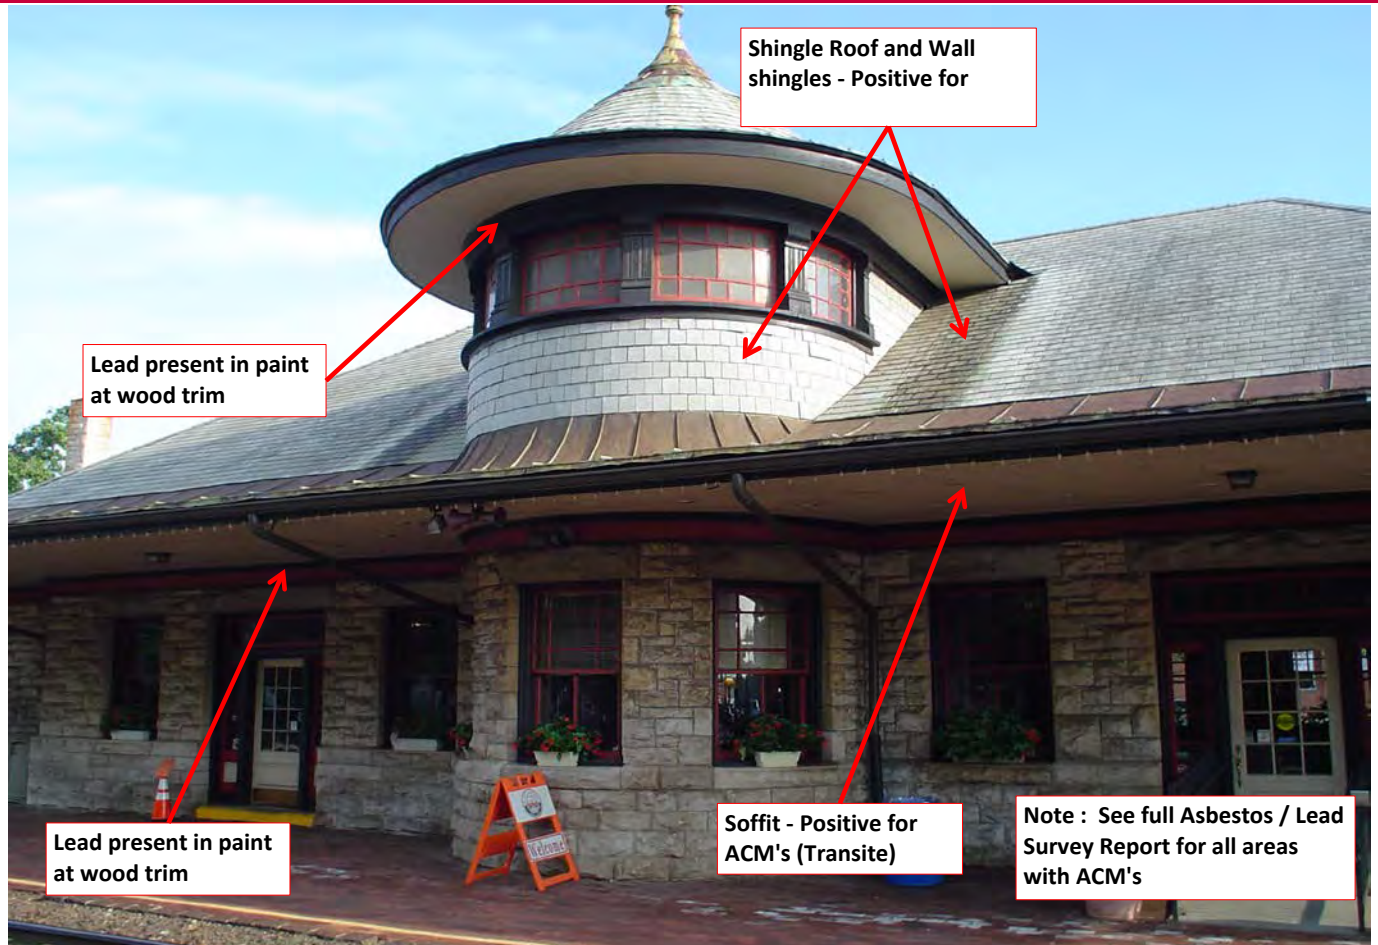 Shingle Roof and Wall
shingles - Positive for
Lead present in paint
at wood trim
Lead present in paint
at wood trim
Soffit - Positive for
ACM's (Transite)
Note : See full Asbestos / Lead
Survey Report for all areas
with ACM's
Welcome